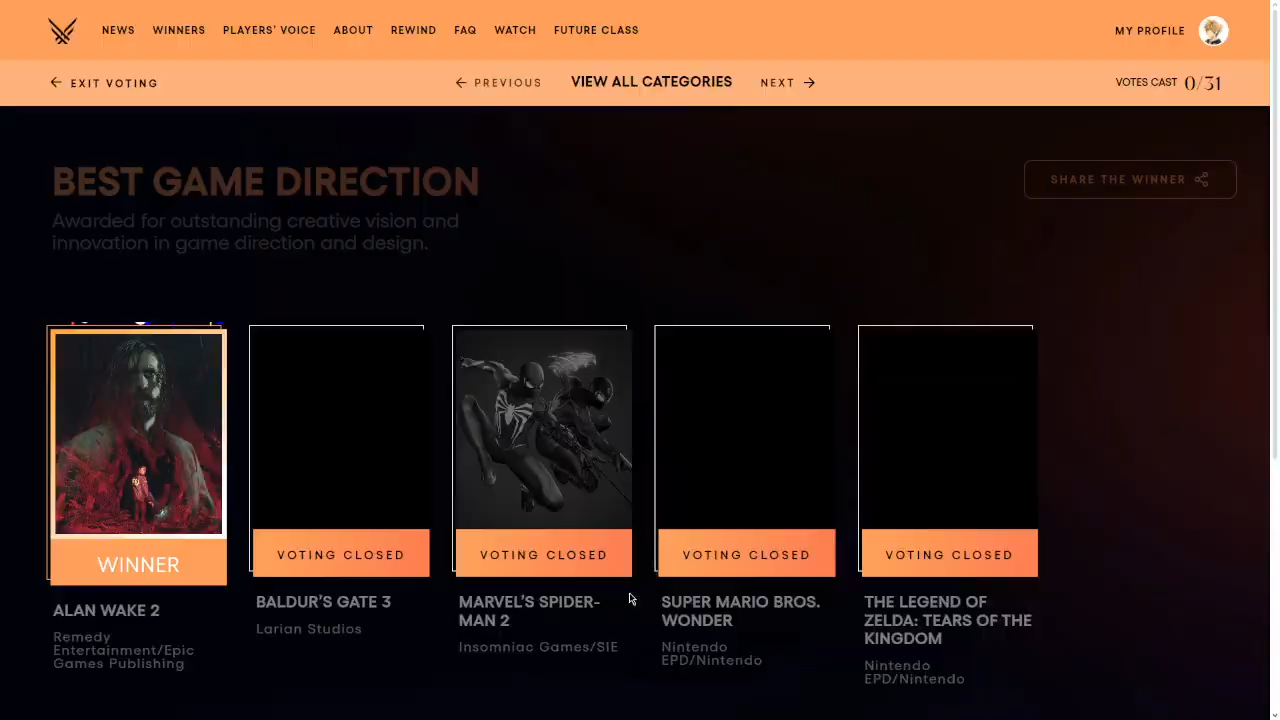 NEWS WINNERS PLAYERS' VOICE ABOUT REWIND FAQ WATCH FUTURE CLASS MY PROFILE
← EXIT VOTING ← PREVIOUS VIEW ALL CATEGORIES NEXT → VOTES CAST 0/31
BEST GAME DIRECTION
SHARE THE WINNER
Awarded for outstanding creative vision and
innovation in game direction and design.
WINNER
ALAN WAKE 2
Remedy
Entertainment/Epic
Games Publishing
VOTING CLOSED
BALDUR'S GATE 3
Larian Studios
VOTING CLOSED
MARVEL'S SPIDER-
MAN 2
Insomniac Games/SIE
VOTING CLOSED
SUPER MARIO BROS.
WONDER
Nintendo
EPD/Nintendo
VOTING CLOSED
THE LEGEND OF
ZELDA: TEARS OF THE
KINGDOM
Nintendo
EPD/Nintendo